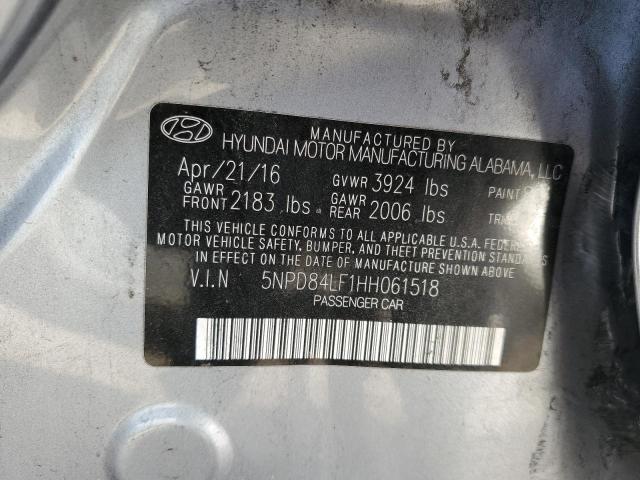 MANUFACTURED BY
HYUNDAI MOTOR MANUFACTURING ALABAMA, LLC
Apr/21/16 GVWR 3924 lbs PAINT
GAWR FRONT 2183 lbs GAWR REAR 2006 lbs
THIS VEHICLE CONFORMS TO ALL APPLICABLE U.S.A.
MOTOR VEHICLE SAFETY, BUMPER, AND THEFT PREVENTION STANDARDS
IN EFFECT ON THE DATE OF MANUFACTURE SHOWN ABOVE.
V.I.N 5NPD84LF1HH061518
PASSENGER CAR